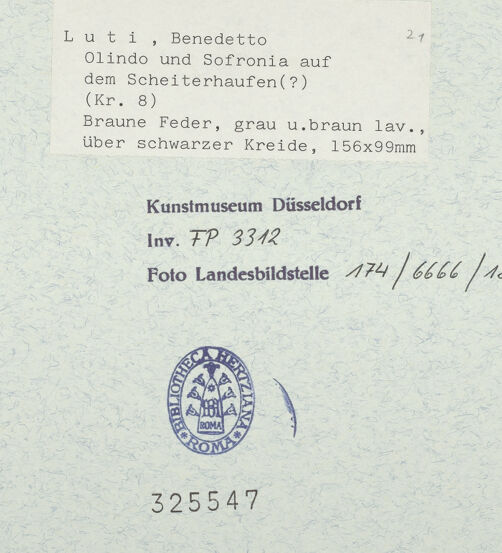 Luti, Benedetto
21
Olindo und Sofronia auf
dem Scheiterhaufen(?)
(Kr. 8)
Braune Feder, grau u.braun lav.,
über schwarzer Kreide, 156x99mm
Kunstmuseum Düsseldorf
Inv. FP 3312
Foto Landesbildstelle 174/6666/
BIBLIOTHECA HERTZIANA
ROMA
* ROMA *
325547